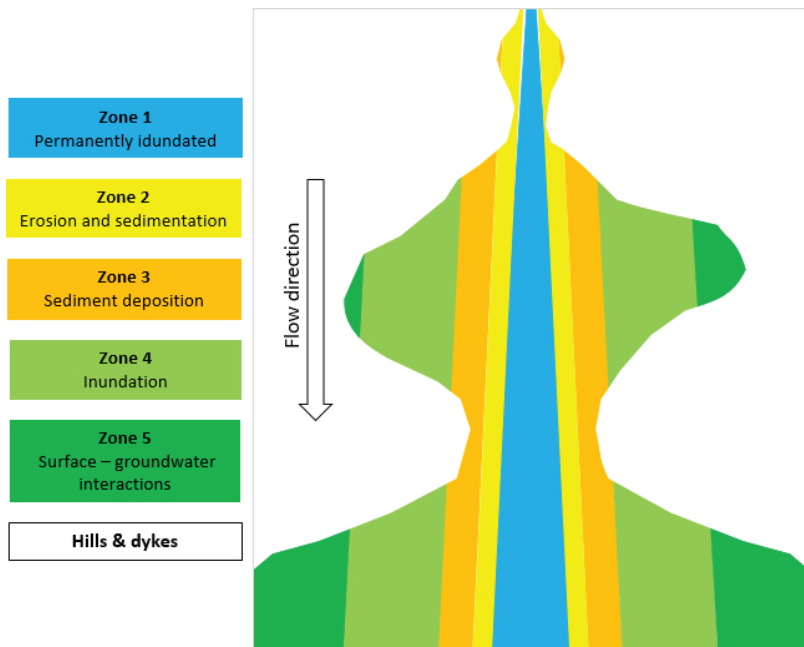 Zone 1
Permanently idundated
Zone 2
Erosion and sedimentation
Zone 3
Sediment deposition
Zone 4
Inundation
Zone 5
Surface – groundwater
interactions
Hills & dykes
Flow direction